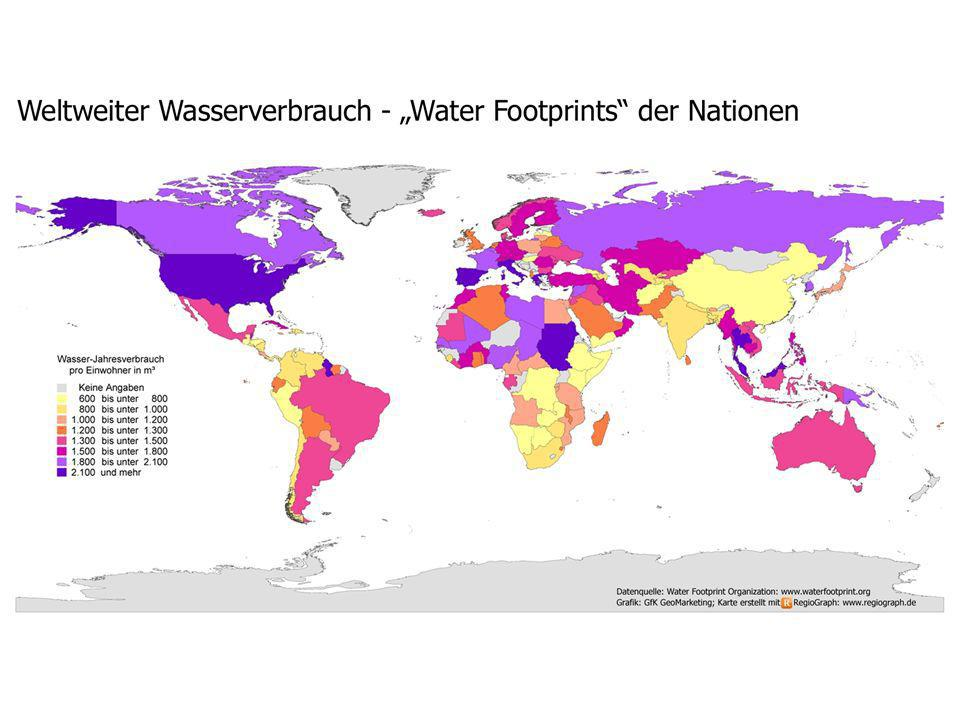 Weltweiter Wasserverbrauch - „Water Footprints“ der Nationen
Wasser-Jahresverbrauch
pro Einwohner in m³
Keine Angaben
600 bis unter 800
800 bis unter 1.000
1.000 bis unter 1.200
1.200 bis unter 1.300
1.300 bis unter 1.500
1.500 bis unter 1.800
1.800 bis unter 2.100
2.100 und mehr
Datenquelle: Water Footprint Organization: www.waterfootprint.org
Grafik: GfK GeoMarketing; Karte erstellt mit R RegioGraph: www.regiograph.de